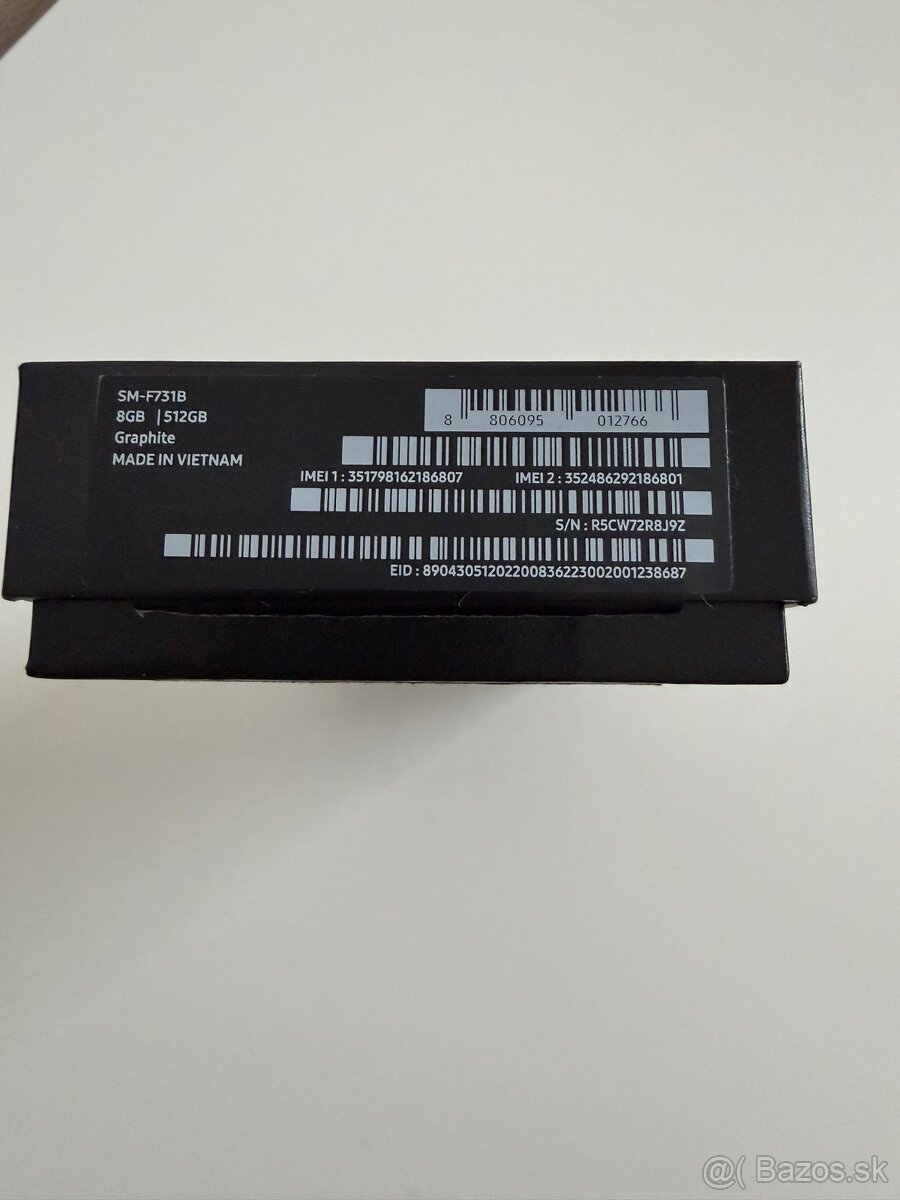 SM-F731B
8GB | 512GB
Graphite
MADE IN VIETNAM
8 806095 012766
IMEI 1 : 351798162186807 IMEI 2 : 352486292186801
S/N : R5CW72R8J9Z
EID : 89043051202200836223002001238687
@( Bazos.sk